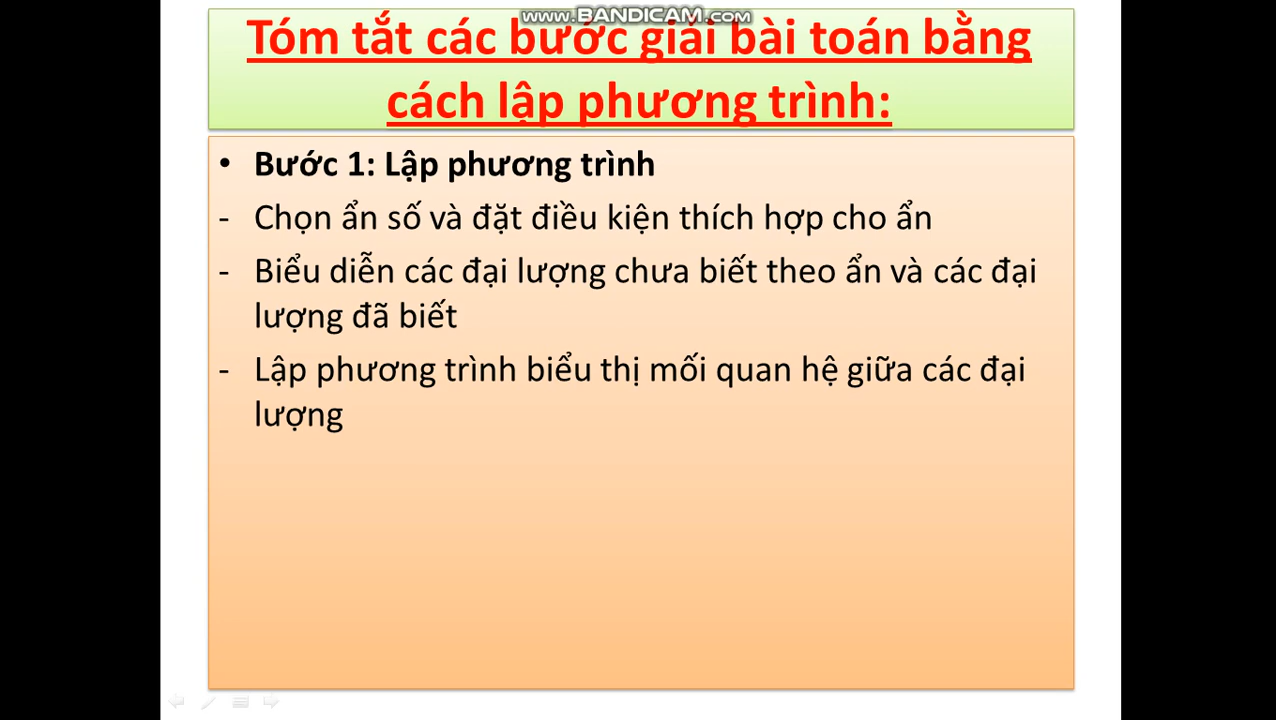 www.BANDICAM.com
Tóm tắt các bước giải bài toán bằng
cách lập phương trình:
• Bước 1: Lập phương trình
- Chọn ẩn số và đặt điều kiện thích hợp cho ẩn
- Biểu diễn các đại lượng chưa biết theo ẩn và các đại
lượng đã biết
- Lập phương trình biểu thị mối quan hệ giữa các đại
lượng